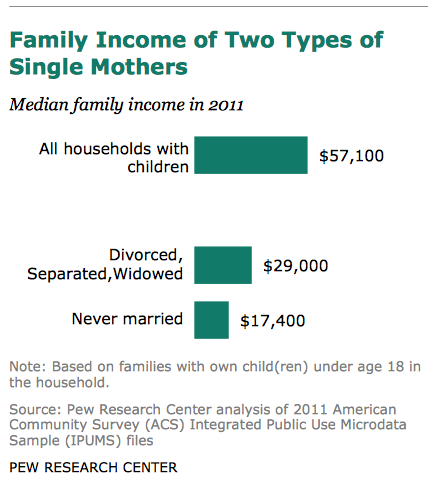 Family Income of Two Types of
Single Mothers
Median family income in 2011
All households with
children
$57,100
Divorced,
Separated,Widowed
$29,000
Never married
$17,400
Note: Based on families with own child(ren) under age 18 in
the household.
Source: Pew Research Center analysis of 2011 American
Community Survey (ACS) Integrated Public Use Microdata
Sample (IPUMS) files
PEW RESEARCH CENTER